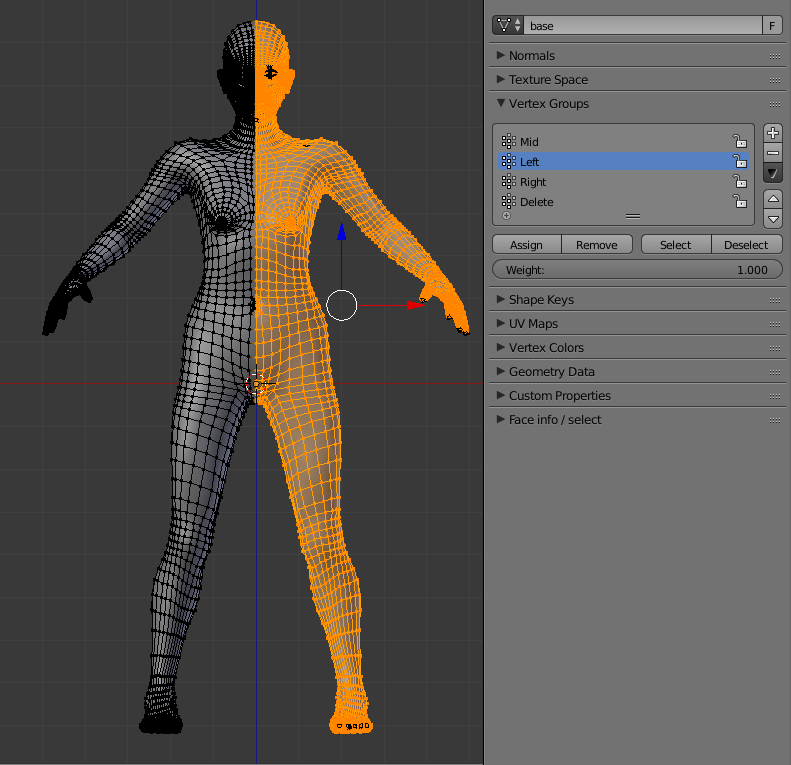 base F
Normals
Texture Space
Vertex Groups
Mid
Left
Right
Delete
Assign Remove Select Deselect
Weight: 1.000
Shape Keys
UV Maps
Vertex Colors
Geometry Data
Custom Properties
Face info / select